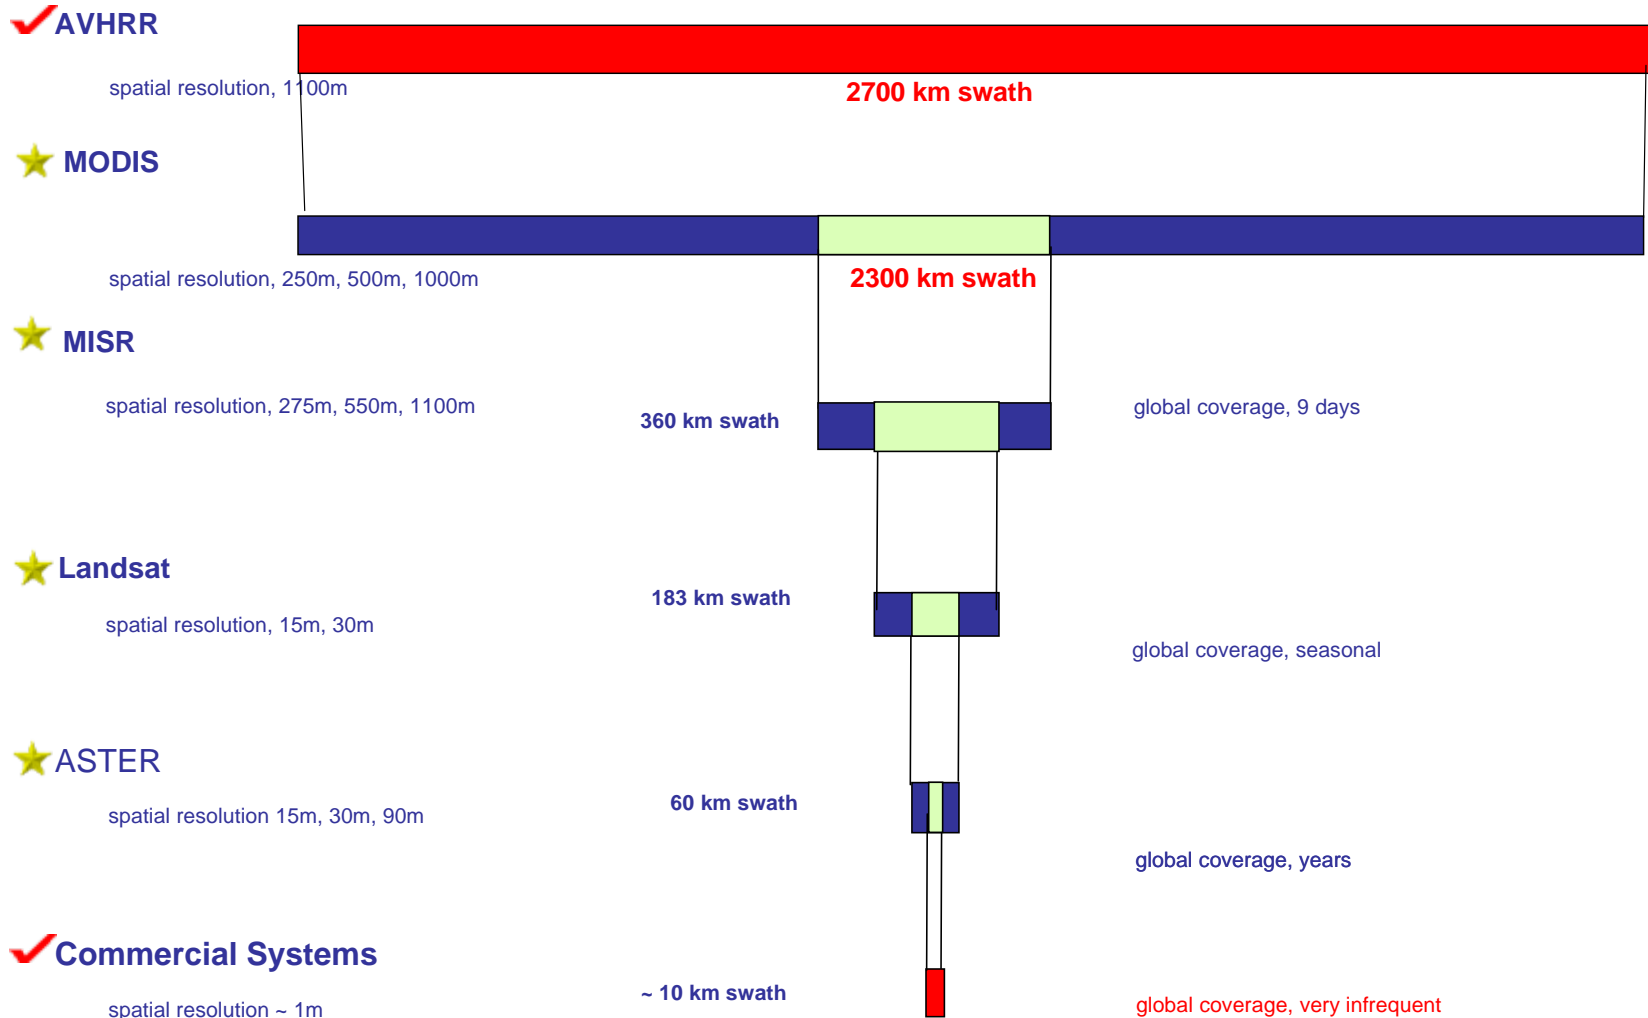 AVHRR
spatial resolution, 1100m
2700 km swath
MODIS
spatial resolution, 250m, 500m, 1000m
2300 km swath
MISR
spatial resolution, 275m, 550m, 1100m
360 km swath
global coverage, 9 days
Landsat
183 km swath
spatial resolution, 15m, 30m
global coverage, seasonal
ASTER
60 km swath
spatial resolution 15m, 30m, 90m
global coverage, years
Commercial Systems
~ 10 km swath
spatial resolution ~ 1m
global coverage, very infrequent